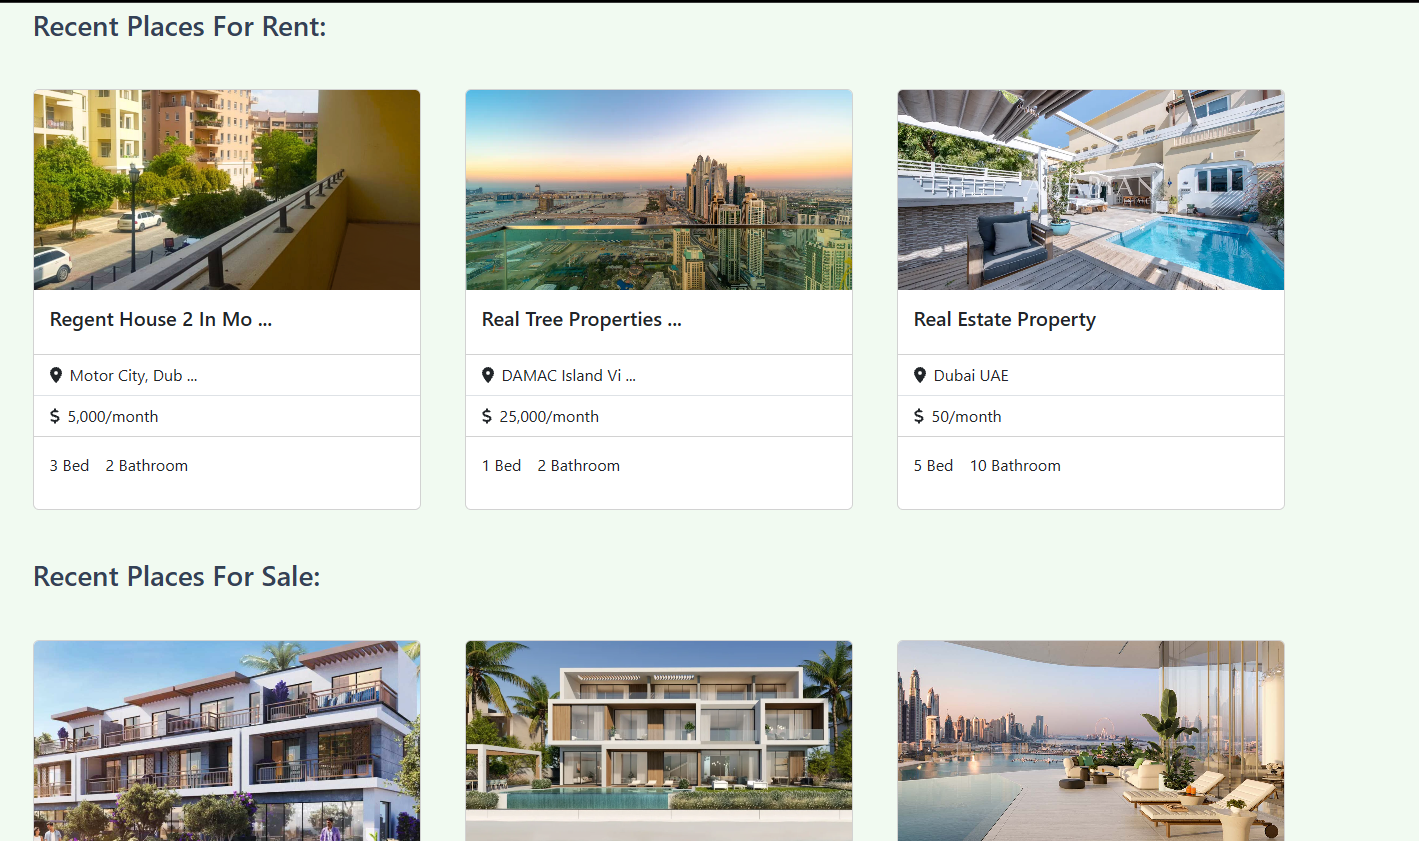 Recent Places For Rent:
Regent House 2 In Mo ...
Motor City, Dub ...
$ 5,000/month
3 Bed 2 Bathroom
Real Tree Properties ...
DAMAC Island Vi ...
$ 25,000/month
1 Bed 2 Bathroom
Real Estate Property
Dubai UAE
$ 50/month
5 Bed 10 Bathroom
Recent Places For Sale: